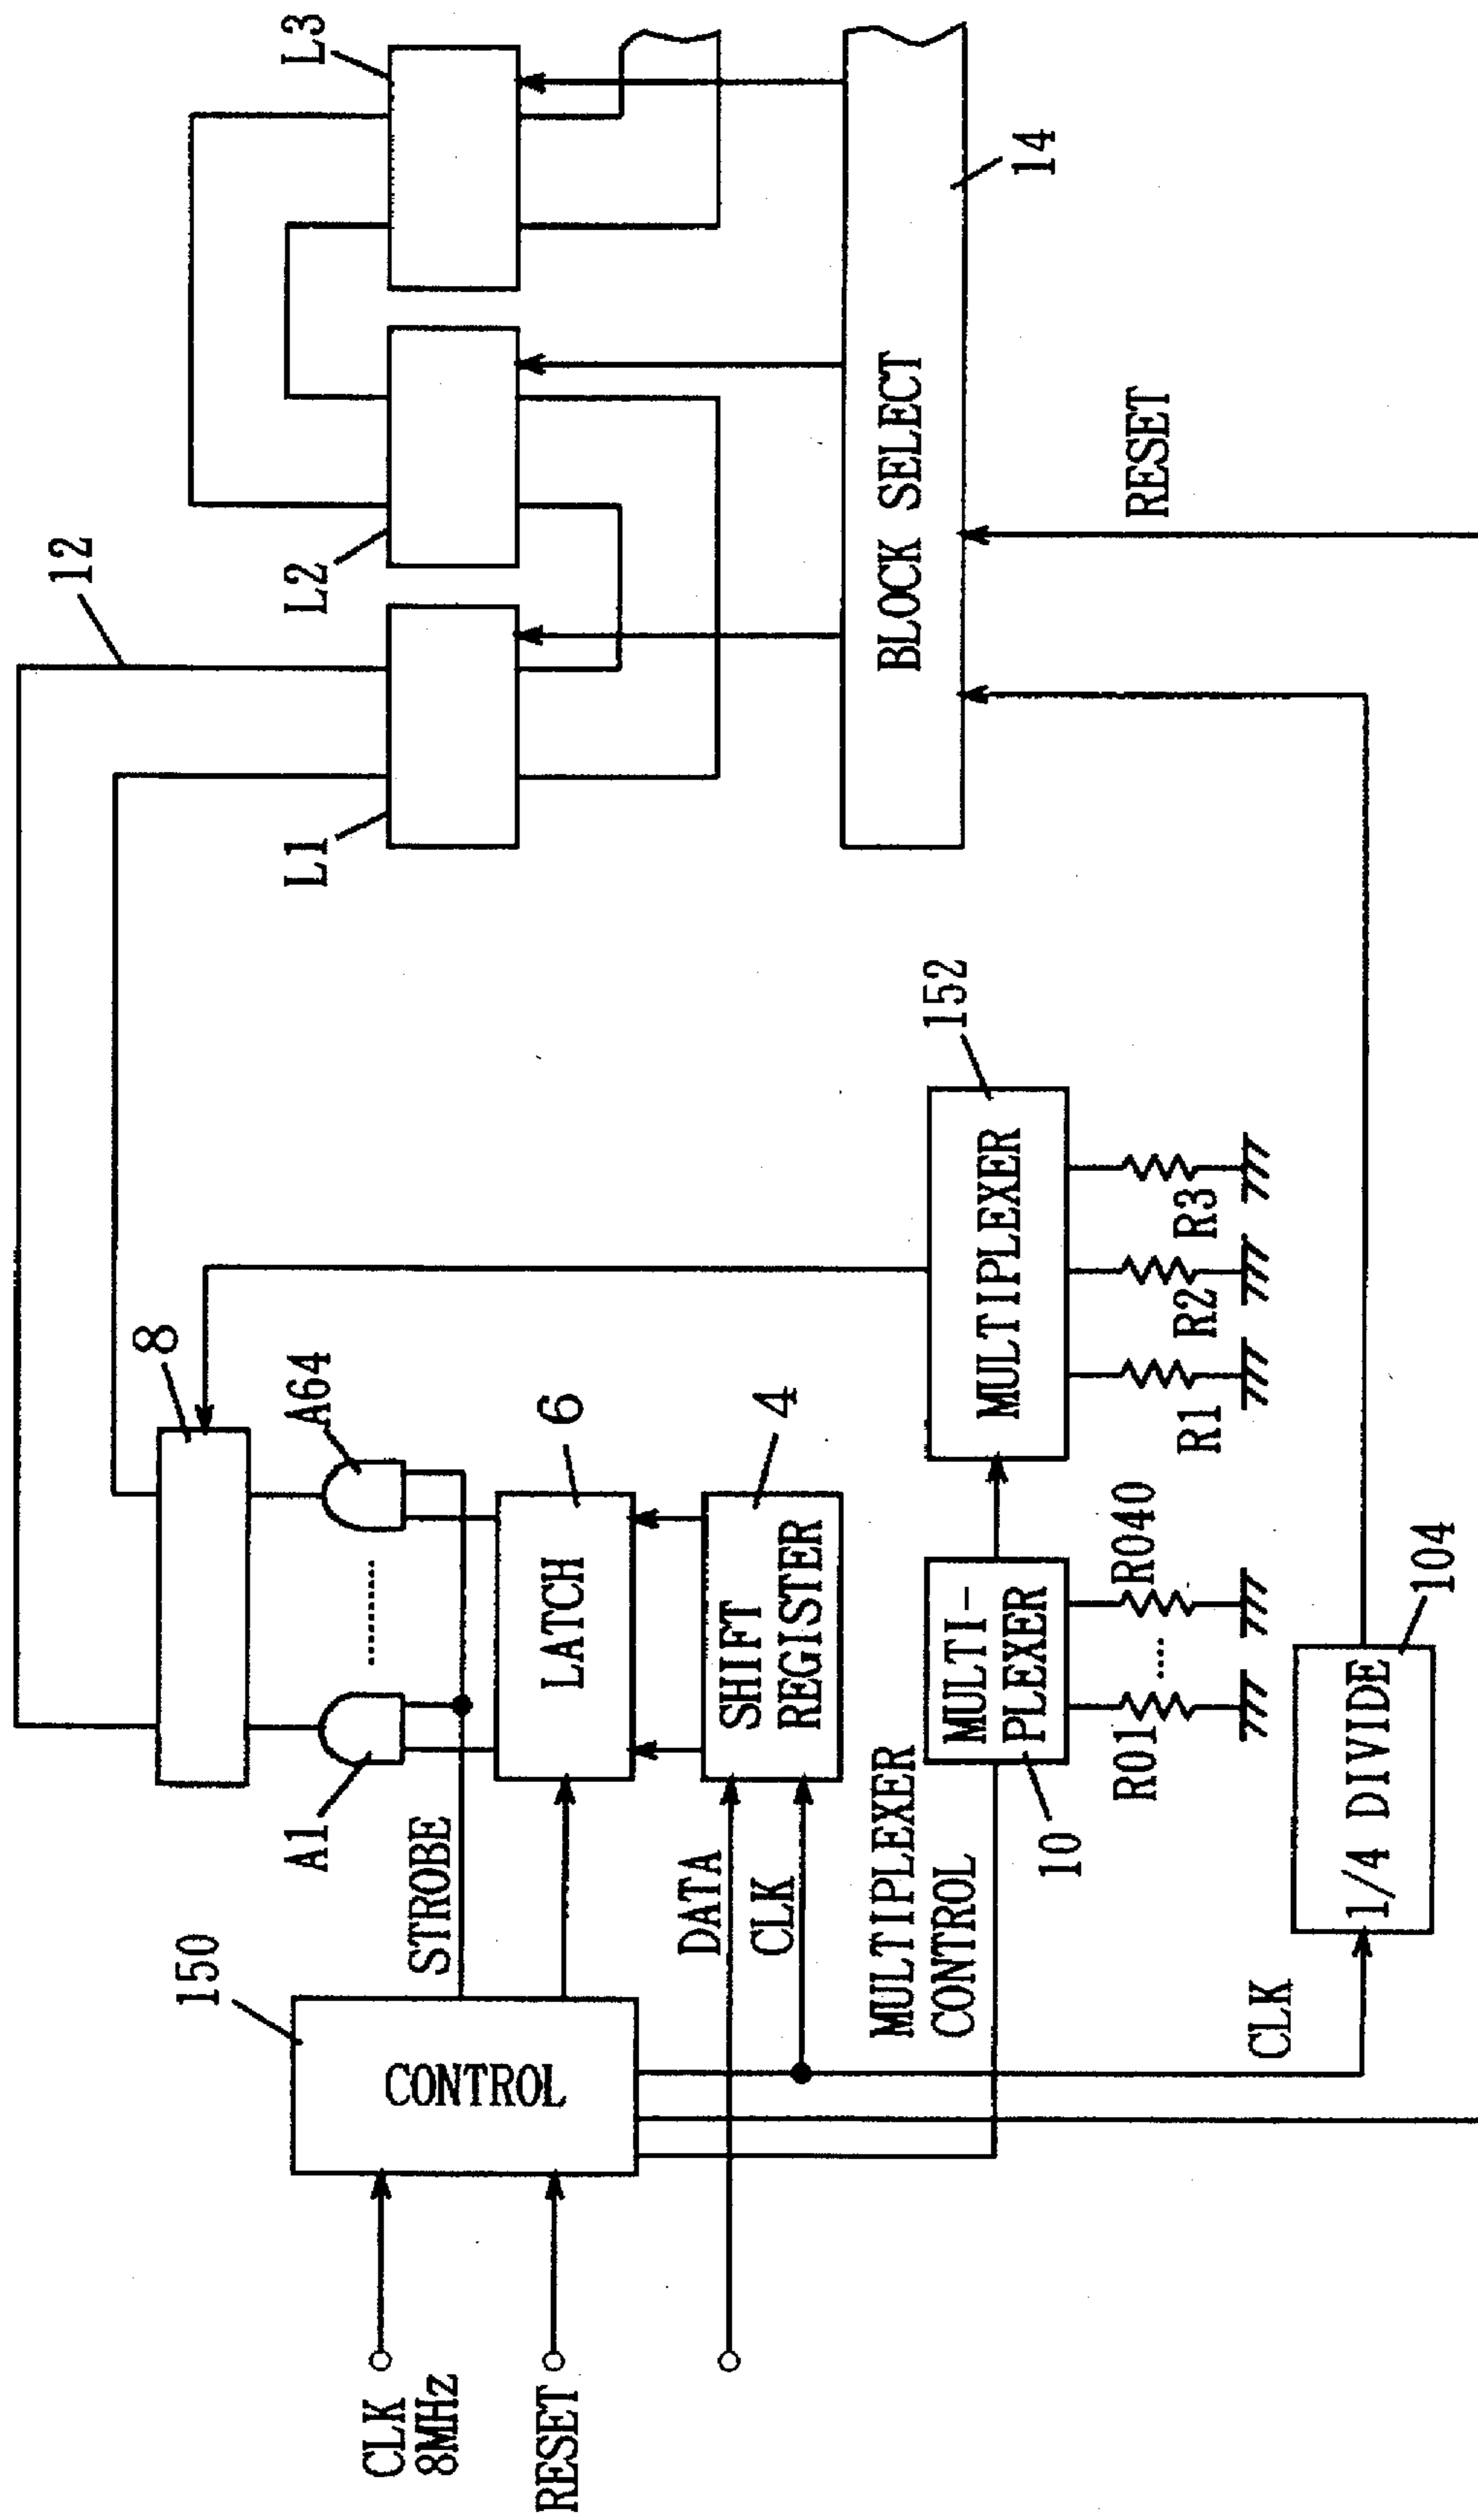 12
L1
L2
L3
8
A1
A64
150
CONTROL
STROBE
LATCH
6
CLK
8MHz
RESET
DATA
CLK
SHIFT
REGISTER
4
MULTIPLEXER
CONTROL
MULTI-
PLEXER
10
R01
R040
MULTIPLEXER
152
R1
R2
R3
BLOCK SELECT
14
RESET
CLK
1/4 DIVIDE
104